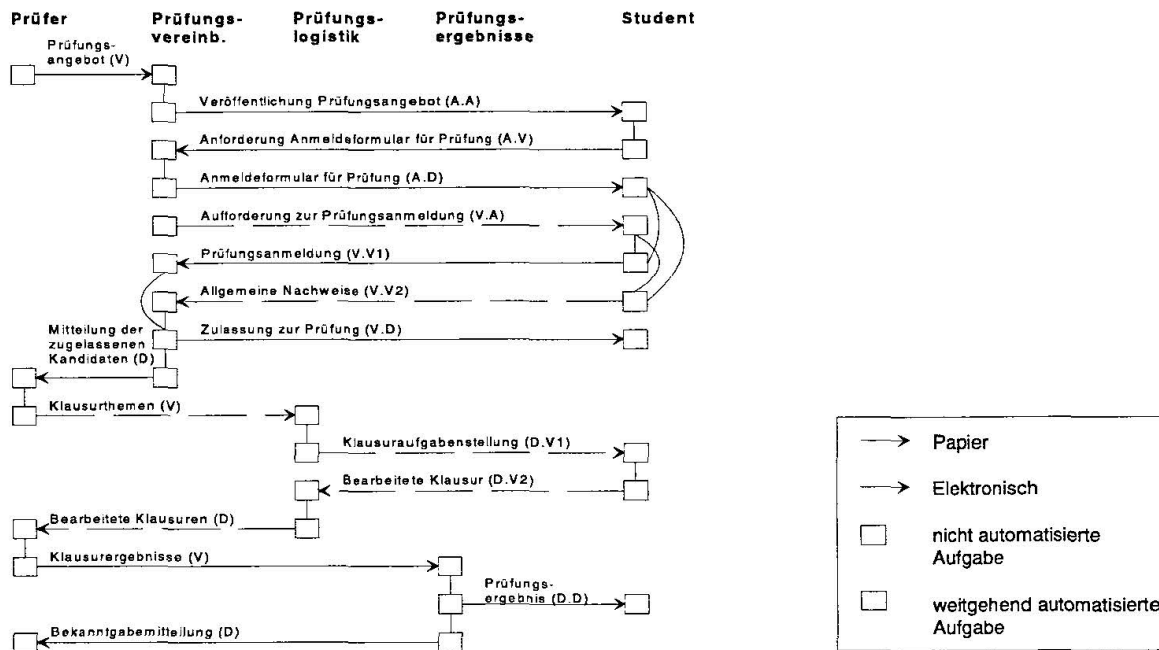 Prüfer
Prüfungs-
vereinb.
Prüfungs-
logistik
Prüfungs-
ergebnisse
Student
Prüfungs-
angebot (V)
Veröffentlichung Prüfungsangebot (A.A)
Anforderung Anmeldeformular für Prüfung (A.V)
Anmeldeformular für Prüfung (A.D)
Aufforderung zur Prüfungsanmeldung (V.A)
Prüfungsanmeldung (V.V1)
Allgemeine Nachweise (V.V2)
Zulassung zur Prüfung (V.D)
Mitteilung der
zugelassenen
Kandidaten (D)
Klausurthemen (V)
Klausuraufgabenstellung (D.V1)
Bearbeitete Klausur (D.V2)
Bearbeitete Klausuren (D)
Klausurergebnisse (V)
Prüfungs-
ergebnis (D.D)
Bekanntgabemitteilung (D)
Papier
Elektronisch
nicht automatisierte
Aufgabe
weitgehend automatisierte
Aufgabe